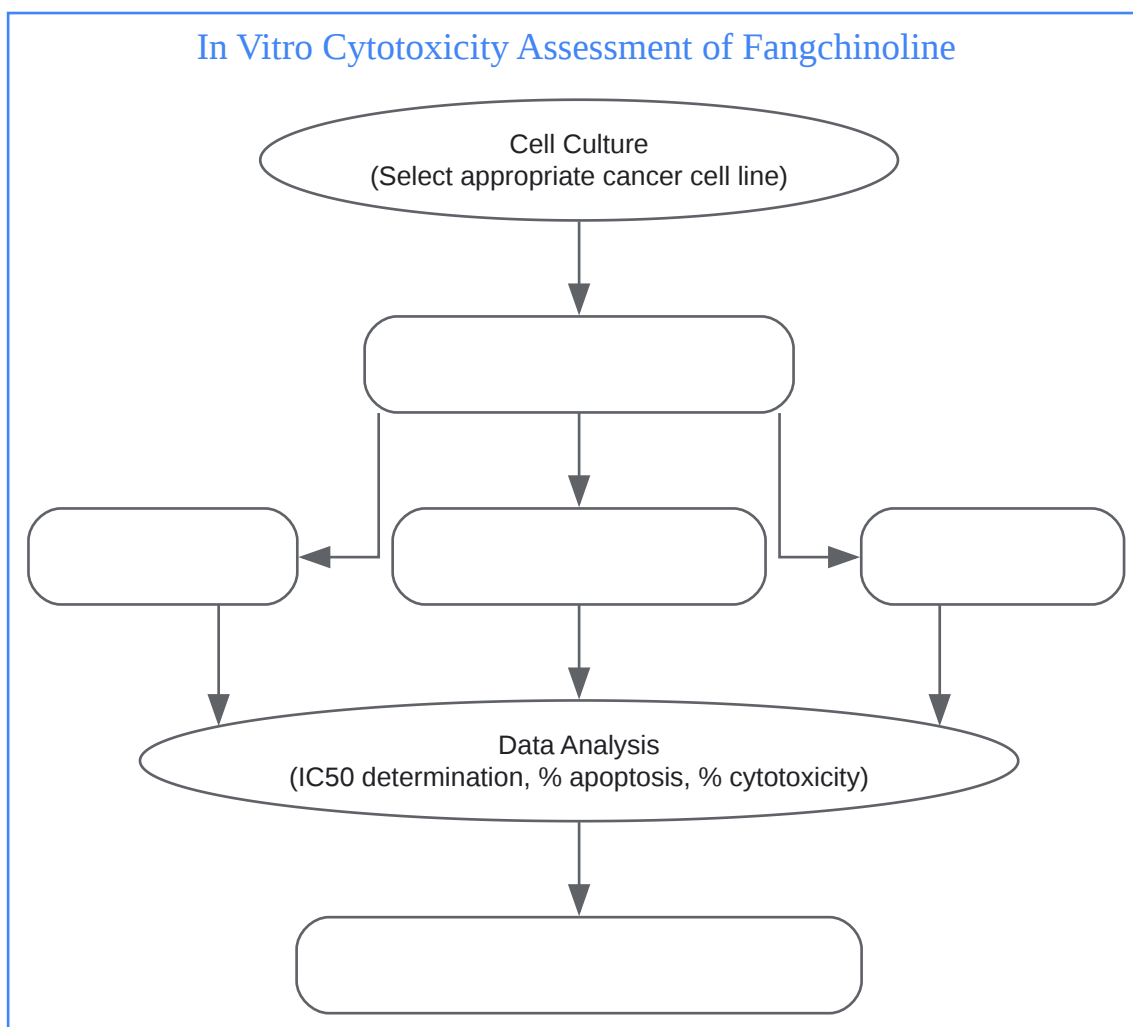 In Vitro Cytotoxicity Assessment of Fangchinoline
Cell Culture
(Select appropriate cancer cell line)
Data Analysis
(IC50 determination, % apoptosis, % cytotoxicity)